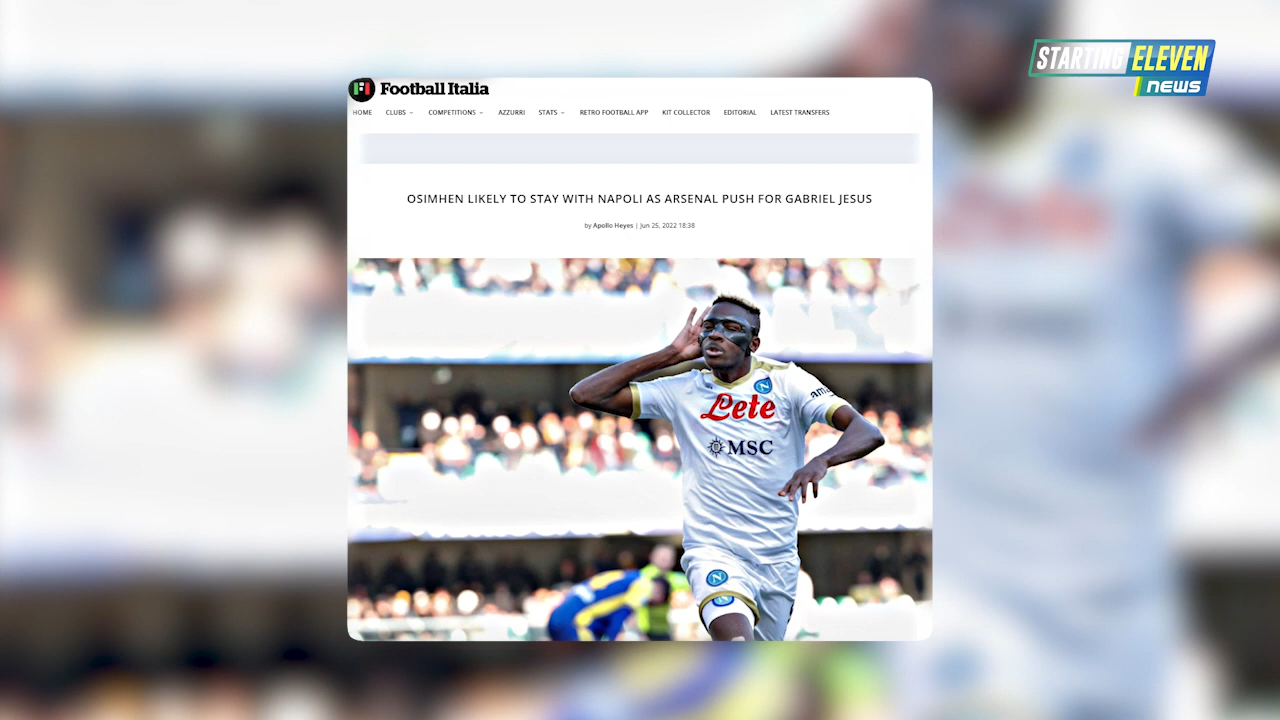 STARTING ELEVEN
news
Football Italia
HOME CLUBS COMPETITIONS AZZURRI STATS RETRO FOOTBALL APP KIT COLLECTOR EDITORIAL LATEST TRANSFERS
OSIMHEN LIKELY TO STAY WITH NAPOLI AS ARSENAL PUSH FOR GABRIEL JESUS
by Apollo Heyes | Jun 25, 2022 18:38
Lete
MSC
N
N
N